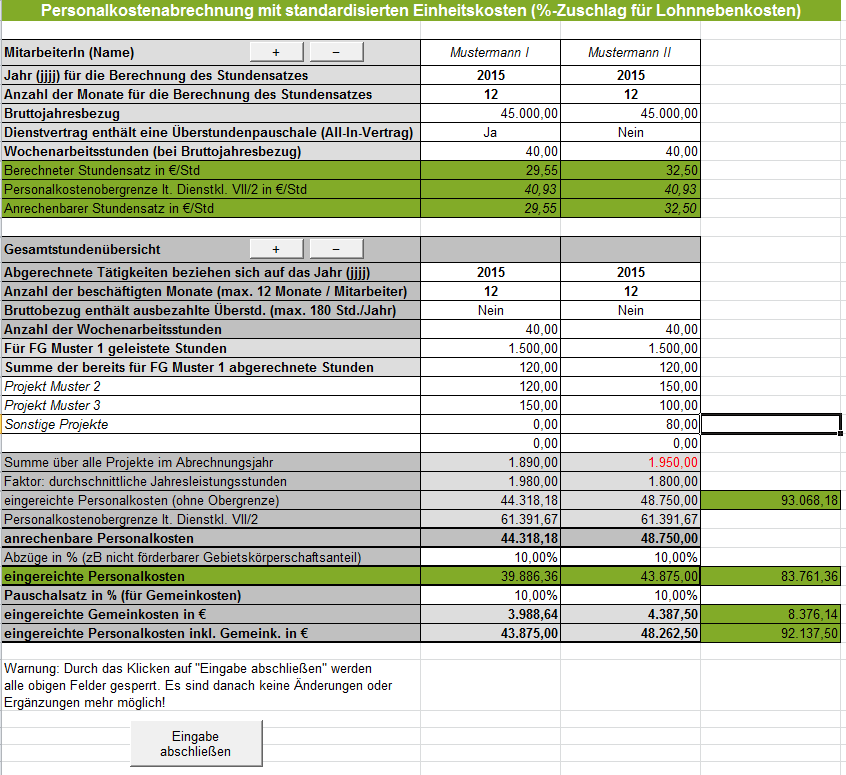 Personalkostenabrechnung mit standardisierten Einheitskosten (%-Zuschlag für Lohnnebenkosten)
MitarbeiterIn (Name) + − Mustermann I Mustermann II
Jahr (jjjj) für die Berechnung des Stundensatzes 2015 2015
Anzahl der Monate für die Berechnung des Stundensatzes 12 12
Bruttojahresbezug 45.000,00 45.000,00
Dienstvertrag enthält eine Überstundenpauschale (All-In-Vertrag) Ja Nein
Wochenarbeitsstunden (bei Bruttojahresbezug) 40,00 40,00
Berechneter Stundensatz in €/Std 29,55 32,50
Personalkostenobergrenze lt. Dienstkl. VII/2 in €/Std 40,93 40,93
Anrechenbarer Stundensatz in €/Std 29,55 32,50
Gesamtstundenübersicht + −
Abgerechnete Tätigkeiten beziehen sich auf das Jahr (jjjj) 2015 2015
Anzahl der beschäftigten Monate (max. 12 Monate / Mitarbeiter) 12 12
Bruttobezug enthält ausbezahlte Überstd. (max. 180 Std./Jahr) Nein Nein
Anzahl der Wochenarbeitsstunden 40,00 40,00
Für FG Muster 1 geleistete Stunden 1.500,00 1.500,00
Summe der bereits für FG Muster 1 abgerechnete Stunden 120,00 120,00
Projekt Muster 2 120,00 150,00
Projekt Muster 3 150,00 100,00
Sonstige Projekte 0,00 80,00
0,00 0,00
Summe über alle Projekte im Abrechnungsjahr 1.890,00 1.950,00
Faktor: durchschnittliche Jahresleistungsstunden 1.980,00 1.800,00
eingereichte Personalkosten (ohne Obergrenze) 44.318,18 48.750,00 93.068,18
Personalkostenobergrenze lt. Dienstkl. VII/2 61.391,67 61.391,67
anrechenbare Personalkosten 44.318,18 48.750,00
Abzüge in % (zB nicht förderbarer Gebietskörperschaftsanteil) 10,00% 10,00%
eingereichte Personalkosten 39.886,36 43.875,00 83.761,36
Pauschalsatz in % (für Gemeinkosten) 10,00% 10,00%
eingereichte Gemeinkosten in € 3.988,64 4.387,50 8.376,14
eingereichte Personalkosten inkl. Gemeink. in € 43.875,00 48.262,50 92.137,50
Warnung: Durch das Klicken auf "Eingabe abschließen" werden
alle obigen Felder gesperrt. Es sind danach keine Änderungen oder
Ergänzungen mehr möglich!
Eingabe
abschließen